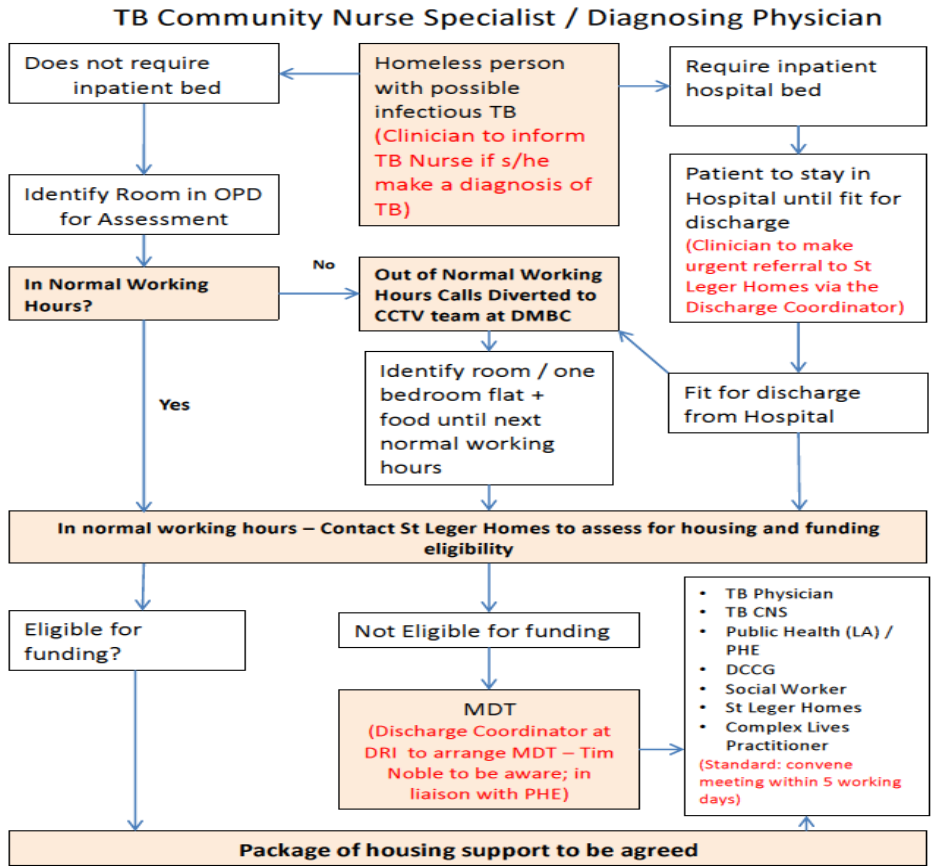 TB Community Nurse Specialist / Diagnosing Physician
Does not require
inpatient bed
Homeless person
with possible
infectious TB
(Clinician to inform
TB Nurse if s/he
make a diagnosis of
TB)
Require inpatient
hospital bed
Identify Room in OPD
for Assessment
Patient to stay in
Hospital until fit for
discharge
(Clinician to make
urgent referral to St
Leger Homes via the
Discharge Coordinator)
In Normal Working
Hours?
No
Out of Normal Working
Hours Calls Diverted to
CCTV team at DMBC
Identify room / one
bedroom flat +
food until next
normal working
hours
Fit for discharge
from Hospital
Yes
In normal working hours – Contact St Leger Homes to assess for housing and funding
eligibility
Eligible for
funding?
Not Eligible for funding
• TB Physician
• TB CNS
• Public Health (LA) /
PHE
• DCCG
• Social Worker
• St Leger Homes
• Complex Lives
Practitioner
(Standard: convene
meeting within 5 working
days)
MDT
(Discharge Coordinator at
DRI to arrange MDT – Tim
Noble to be aware; in
liaison with PHE)
Package of housing support to be agreed